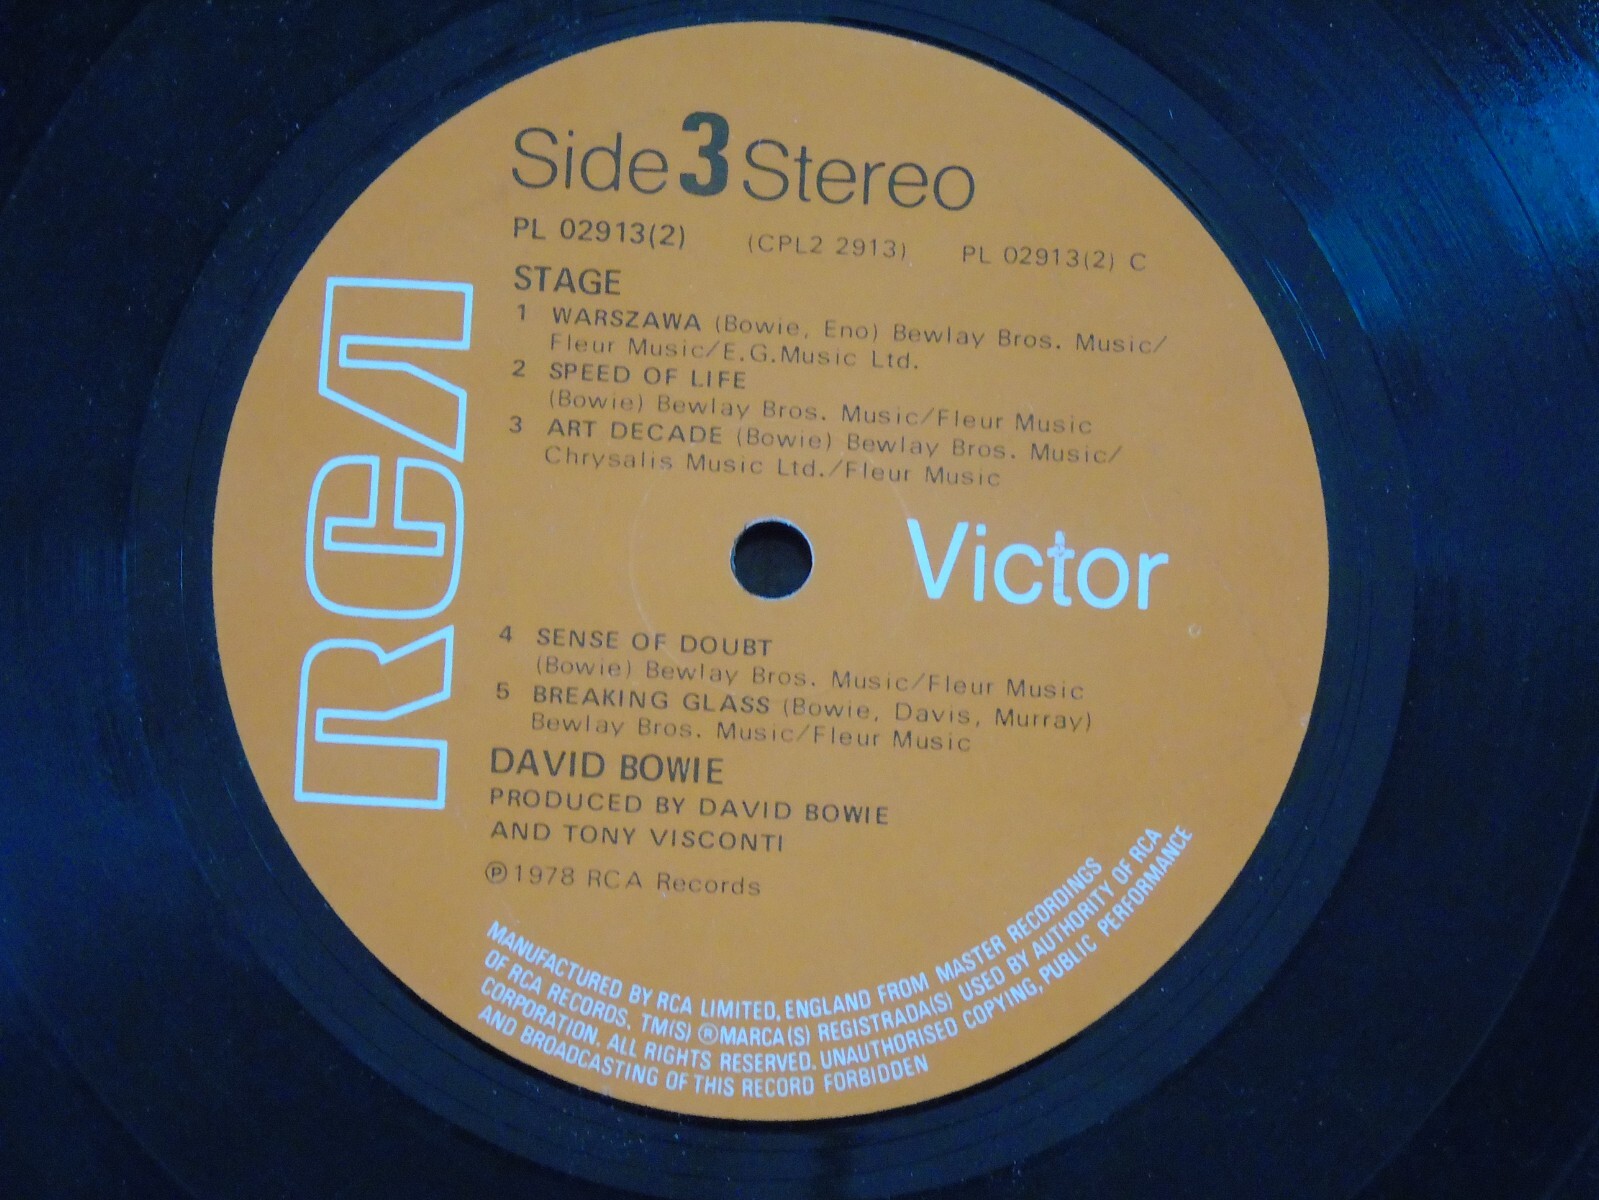 Side 3 Stereo
PL 02913(2) (CPL2 2913) PL 02913(2) C
STAGE
1 WARSZAWA (Bowie, Eno) Bewlay Bros. Music/
Fleur Music/E.G.Music Ltd.
2 SPEED OF LIFE
(Bowie) Bewlay Bros. Music/Fleur Music
3 ART DECADE (Bowie) Bewlay Bros. Music/
Chrysalis Music Ltd./Fleur Music
RCA
Victor
4 SENSE OF DOUBT
(Bowie) Bewlay Bros. Music/Fleur Music
5 BREAKING GLASS (Bowie, Davis, Murray)
Bewlay Bros. Music/Fleur Music
DAVID BOWIE
PRODUCED BY DAVID BOWIE
AND TONY VISCONTI
℗1978 RCA Records
MANUFACTURED BY RCA LIMITED, ENGLAND FROM MASTER RECORDINGS
OF RCA RECORDS. TM(S) ® MARCA(S) REGISTRADA(S) USED BY AUTHORITY OF RCA
CORPORATION. ALL RIGHTS RESERVED. UNAUTHORISED COPYING, PUBLIC PERFORMANCE
AND BROADCASTING OF THIS RECORD FORBIDDEN